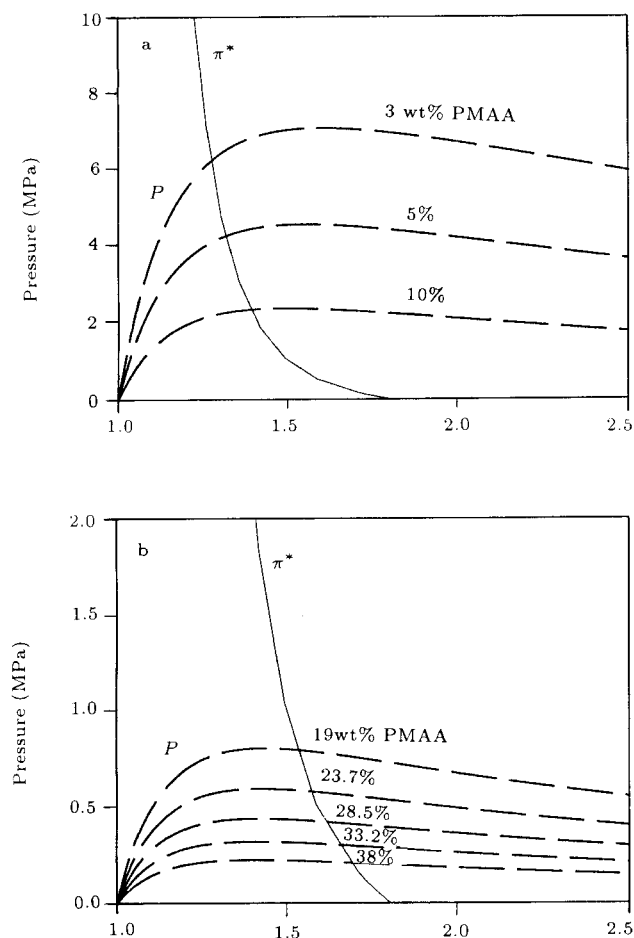 10
a
π*
8
3 wt% PMAA
6
P
Pressure (MPa)
5%
4
10%
2
0
1.0 1.5 2.0 2.5
2.0
b
π*
1.5
Pressure (MPa)
1.0
P
19wt% PMAA
23.7%
0.5
28.5%
33.2%
38%
0.0
1.0 1.5 2.0 2.5